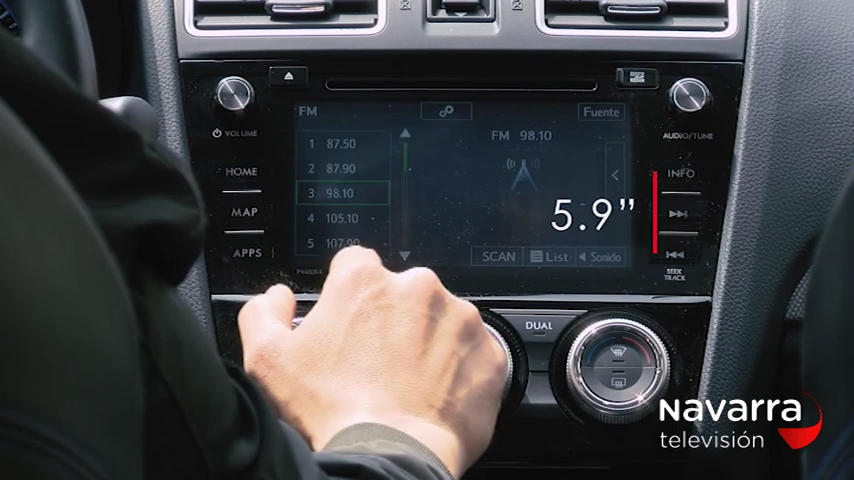 FM
Fuente
VOLUME
AUDIO/TUNE
1 87.50
FM 98.10
2 87.90
HOME
INFO
3 98.10
MAP
4 105.10
5.9”
5 107.90
APPS
SCAN
List
Sonido
SEEK
TRACK
DUAL
NAVARRA
televisión